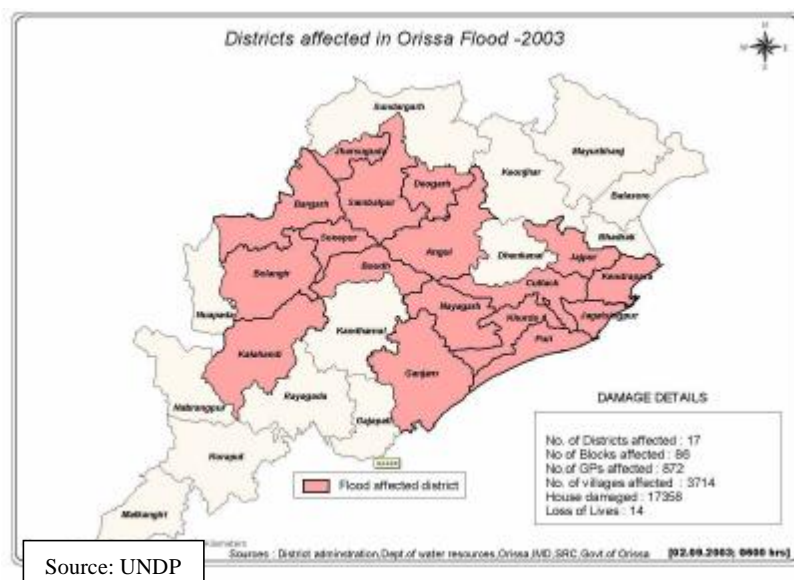 Districts affected in Orissa Flood -2003
N
W
E
S
Sundargarh
Jharsuguda
Mayurbhanj
Keonjhar
Deogarh
Balasore
Bargarh
Sambalpur
Bhadrak
Sonepur
Angul
Dhenkanal
Jajpur
Boudh
Kendrapara
Bolangir
Cuttack
Nuapada
Nayagarh
Khurda
Jagatsingpur
Kandhamal
Puri
Kalahandi
Ganjam
Rayagada
Nabrangpur
Gajapati
Koraput
Malkangiri
DAMAGE DETAILS
No. of Districts affected : 17
No of Blocks affected : 86
No of GPs affected : 872
No. of villages affected : 3714
House damaged : 17358
Loss of Lives : 14
Flood affected district
Sources : District adminstration,Dept.of water resources,Orissa,IMD,SRC,Govt.of Orissa [02.09.2003; 0600 hrs]
Source: UNDP